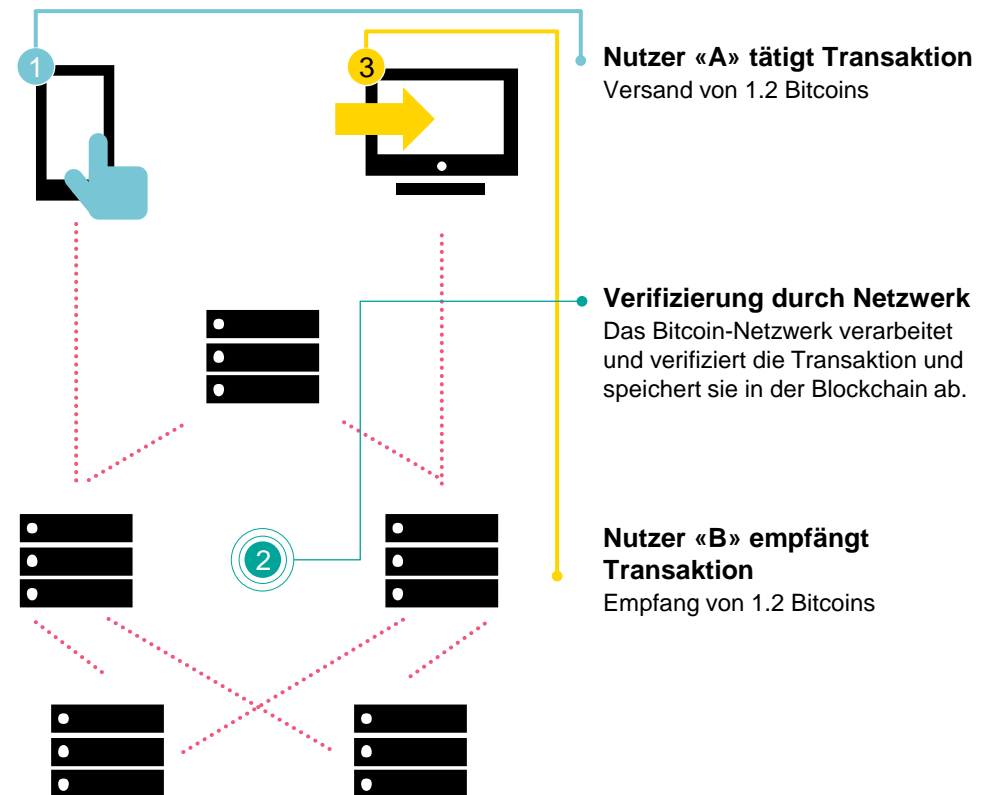 1
3
Nutzer «A» tätigt Transaktion
Versand von 1.2 Bitcoins
Verifizierung durch Netzwerk
Das Bitcoin-Netzwerk verarbeitet
und verifiziert die Transaktion und
speichert sie in der Blockchain ab.
2
Nutzer «B» empfängt
Transaktion
Empfang von 1.2 Bitcoins